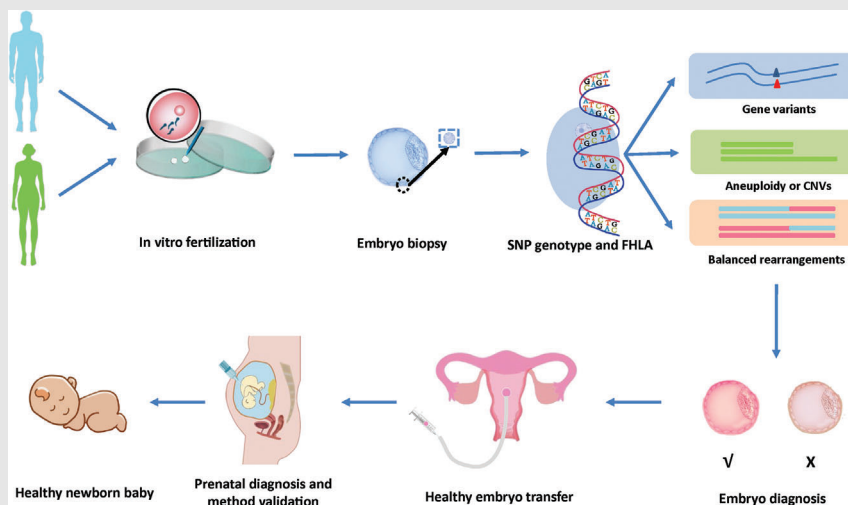 Gene variants
Aneuploidy or CNVs
Balanced rearrangements
In vitro fertilization
Embryo biopsy
SNP genotype and FHLA
√
X
Embryo diagnosis
Healthy embryo transfer
Prenatal diagnosis and
method validation
Healthy newborn baby